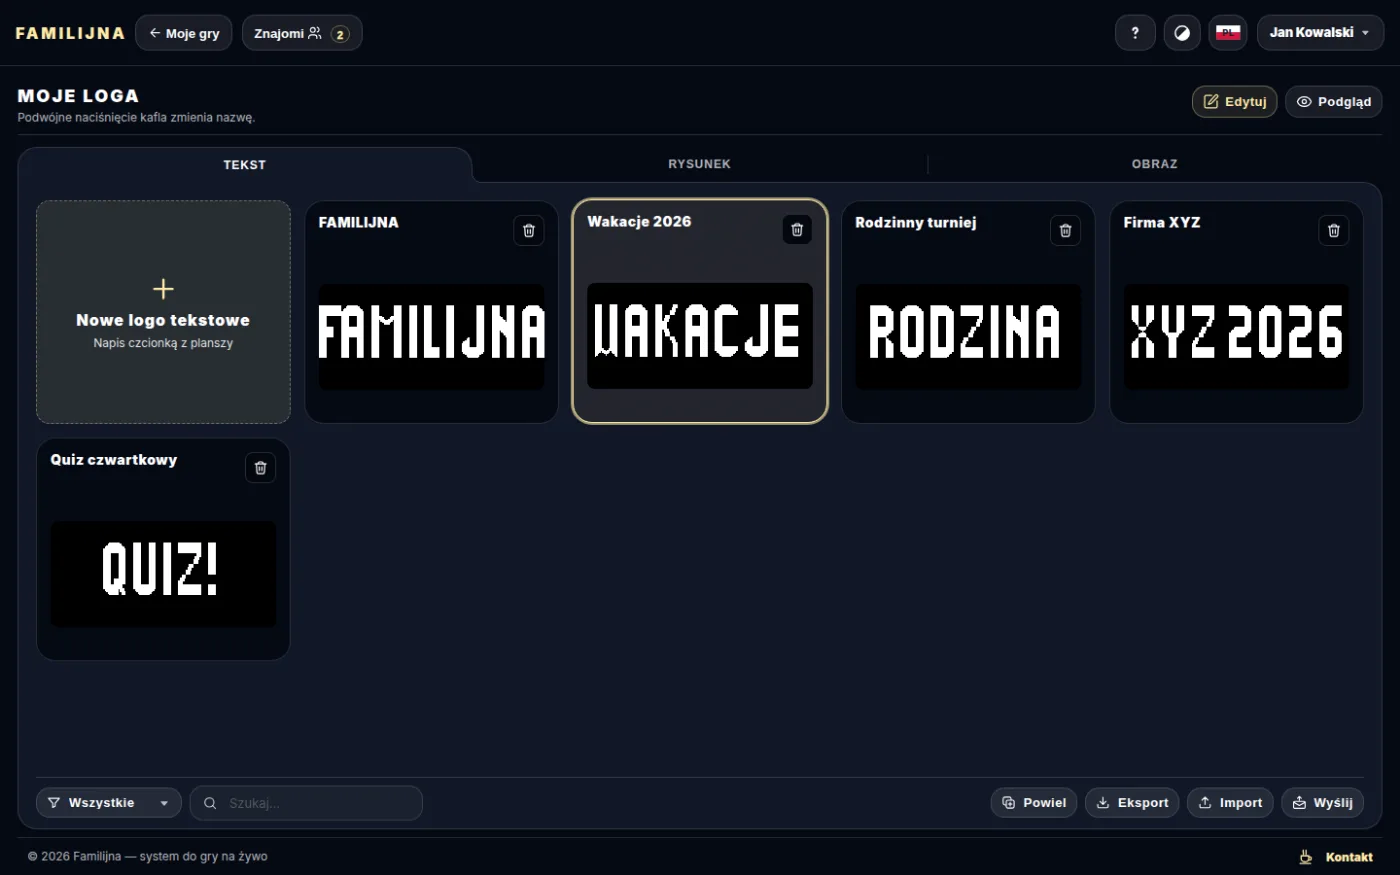 FAMILIJNA
Moje gry
Znajomi 2
?
PL
Jan Kowalski
MOJE LOGA
Podwójne naciśnięcie kafla zmienia nazwę.
Edytuj
Podgląd
TEKST
RYSUNEK
OBRAZ
Nowe logo tekstowe
Napis czcionką z planszy
FAMILIJNA
FAMILIJNA
Wakacje 2026
WAKACJE
Rodzinny turniej
RODZINA
Firma XYZ
XYZ 2026
Quiz czwartkowy
QUIZ!
Wszystkie
Szukaj...
Powiel
Eksport
Import
Wyślij
© 2026 Familijna — system do gry na żywo
Kontakt